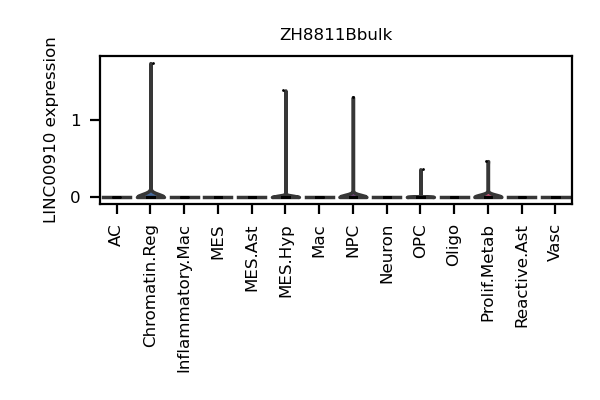 ZH8811Bbulk
LINC00910 expression
1
0
AC
Chromatin.Reg
Inflammatory.Mac
MES
MES.Ast
MES.Hyp
Mac
NPC
Neuron
OPC
Oligo
Prolif.Metab
Reactive.Ast
Vasc